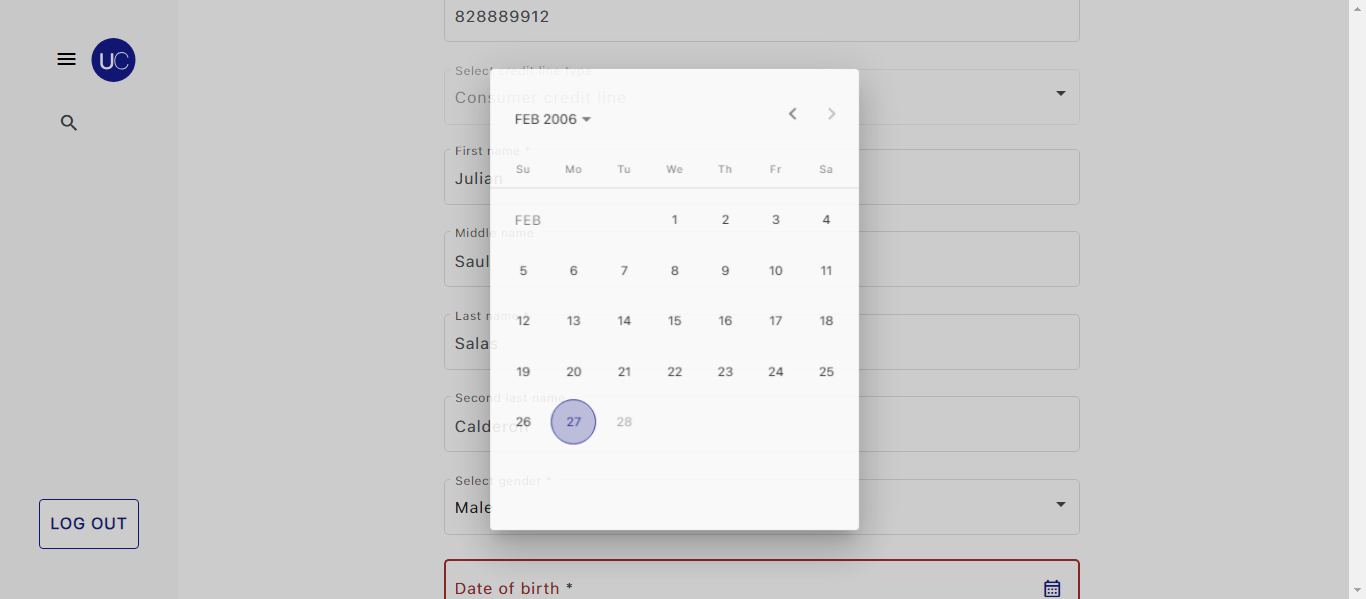 828889912
UC
Select credit line type
Consumer credit line
FEB 2006
First name *
Julian
Su Mo Tu We Th Fr Sa
FEB 1 2 3 4
Middle name
Saul
5 6 7 8 9 10 11
Last name
Salas
12 13 14 15 16 17 18
19 20 21 22 23 24 25
Second last name
Calderon
26 27 28
Select gender *
Male
LOG OUT
Date of birth *